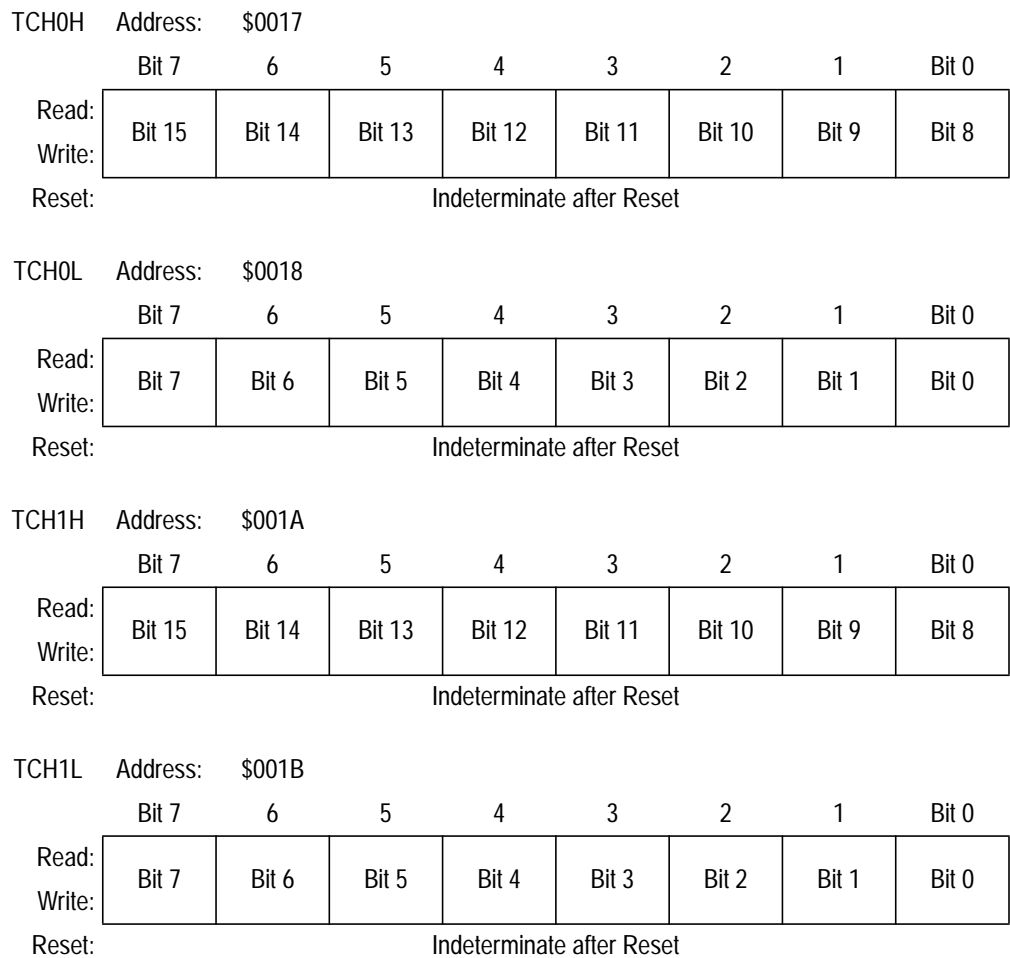 TCH0H Address: $0017
Bit 7 6 5 4 3 2 1 Bit 0
Read:
Bit 15 Bit 14 Bit 13 Bit 12 Bit 11 Bit 10 Bit 9 Bit 8
Write:
Reset: Indeterminate after Reset
TCH0L Address: $0018
Bit 7 6 5 4 3 2 1 Bit 0
Read:
Bit 7 Bit 6 Bit 5 Bit 4 Bit 3 Bit 2 Bit 1 Bit 0
Write:
Reset: Indeterminate after Reset
TCH1H Address: $001A
Bit 7 6 5 4 3 2 1 Bit 0
Read:
Bit 15 Bit 14 Bit 13 Bit 12 Bit 11 Bit 10 Bit 9 Bit 8
Write:
Reset: Indeterminate after Reset
TCH1L Address: $001B
Bit 7 6 5 4 3 2 1 Bit 0
Read:
Bit 7 Bit 6 Bit 5 Bit 4 Bit 3 Bit 2 Bit 1 Bit 0
Write:
Reset: Indeterminate after Reset